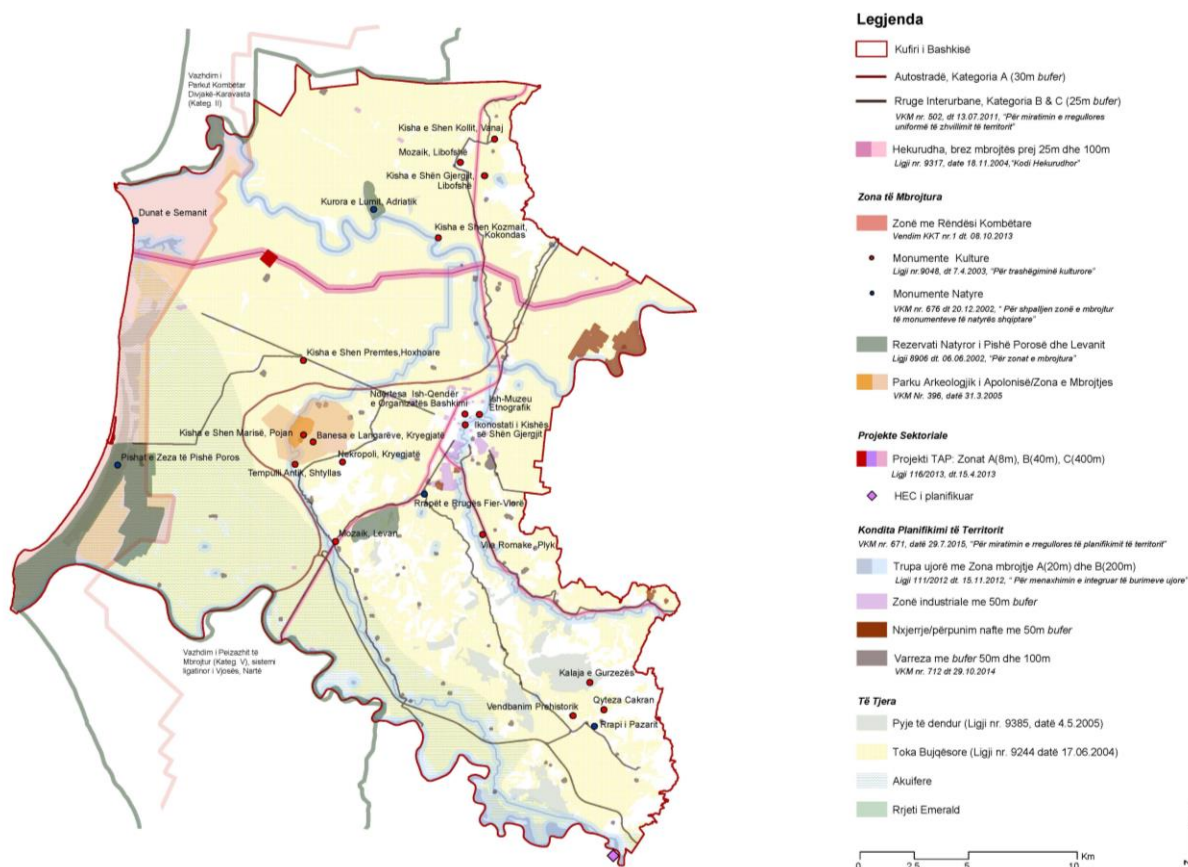 Vazhdim i
Parkut Kombëtar
Divjakë-Karavasta
(Kateg. II)
Kisha e Shen Kollit, Vanaj
Mozaik, Libofshë
Kisha e Shën Gjergjit,
Libofshë
Kurora e Lumit, Adriatik
Dunat e Semanit
Kisha e Shen Kozmait,
Kokondas
Kisha e Shen Premtes,Hoxhoare
Ndërtesa Ish-Qendër
e Organizatës Bashkimi
Ish-Muzeu
Etnografik
Ikonostati i Kishës
së Shën Gjergjit
Kisha e Shen Marisë, Pojan
Banesa e Langarëve, Kryegjatë
Nekropoli, Kryegjatë
Tempulli Antik, Shtyllas
Pishat e Zeza të Pishë Poros
Rrapët e Rrugës Fier-Vlorë
Mozaik, Levan
Vila Romake, Plyk
Vazhdim i Peizazhit të
Mbrojtur (Kateg. V), sistemi
ligatinor i Vjosës, Nartë
Kalaja e Gurzezës
Qyteza Cakran
Vendbanim Prehistorik
Rrapi i Pazarit
Legjenda
Kufiri i Bashkisë
Autostradë, Kategoria A (30m bufer)
Rruge Interurbane, Kategoria B & C (25m bufer)
VKM nr. 502, dt 13.07.2011, “Për miratimin e rregullores
uniformë të zhvillimit të territorit”
Hekurudha, brez mbrojtës prej 25m dhe 100m
Ligji nr. 9317, date 18.11.2004,“Kodi Hekurudhor”
Zona të Mbrojtura
Zonë me Rëndësi Kombëtare
Vendim KKT nr.1 dt. 08.10.2013
Monumente Kulture
Ligji nr.9048, dt 7.4.2003, “Për trashëgiminë kulturore”
Monumente Natyre
VKM nr. 676 dt 20.12.2002, “ Për shpalljen zonë e mbrojtur
të monumenteve të natyrës shqiptare”
Rezervati Natyror i Pishë Porosë dhe Levanit
Ligji 8906 dt. 06.06.2002, “Për zonat e mbrojtura”
Parku Arkeologjik i Apolonisë/Zona e Mbrojtjes
VKM Nr. 396, datë 31.3.2005
Projekte Sektoriale
Projekti TAP: Zonat A(8m), B(40m), C(400m)
Ligji 116/2013, dt.15.4.2013
HEC i planifikuar
Kondita Planifikimi të Territorit
VKM nr. 671, datë 29.7.2015, “Për miratimin e rregullores të planifikimit të territorit”
Trupa ujorë me Zona mbrojtje A(20m) dhe B(200m)
Ligji 111/2012 dt. 15.11.2012, “ Për menaxhimin e integruar të burimeve ujore”
Zonë industriale me 50m bufer
Nxjerrje/përpunim nafte me 50m bufer
Varreza me bufer 50m dhe 100m
VKM nr. 712 dt 29.10.2014
Të Tjera
Pyje të dendur (Ligji nr. 9385, datë 4.5.2005)
Toka Bujqësore (Ligji nr. 9244 datë 17.06.2004)
Akuifere
Rrjeti Emerald
Km
0 2.5 5 10